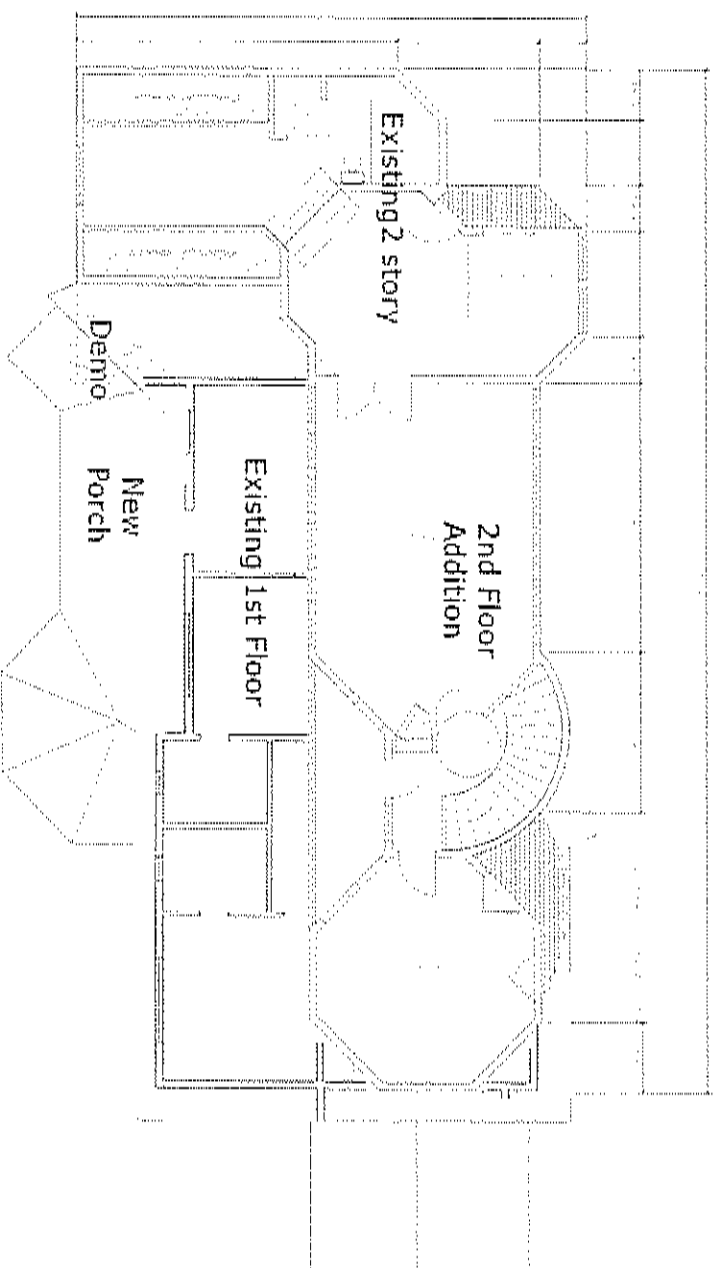 Existing 2 story
2nd Floor
Addition
Existing 1st Floor
Demo
New
Porch